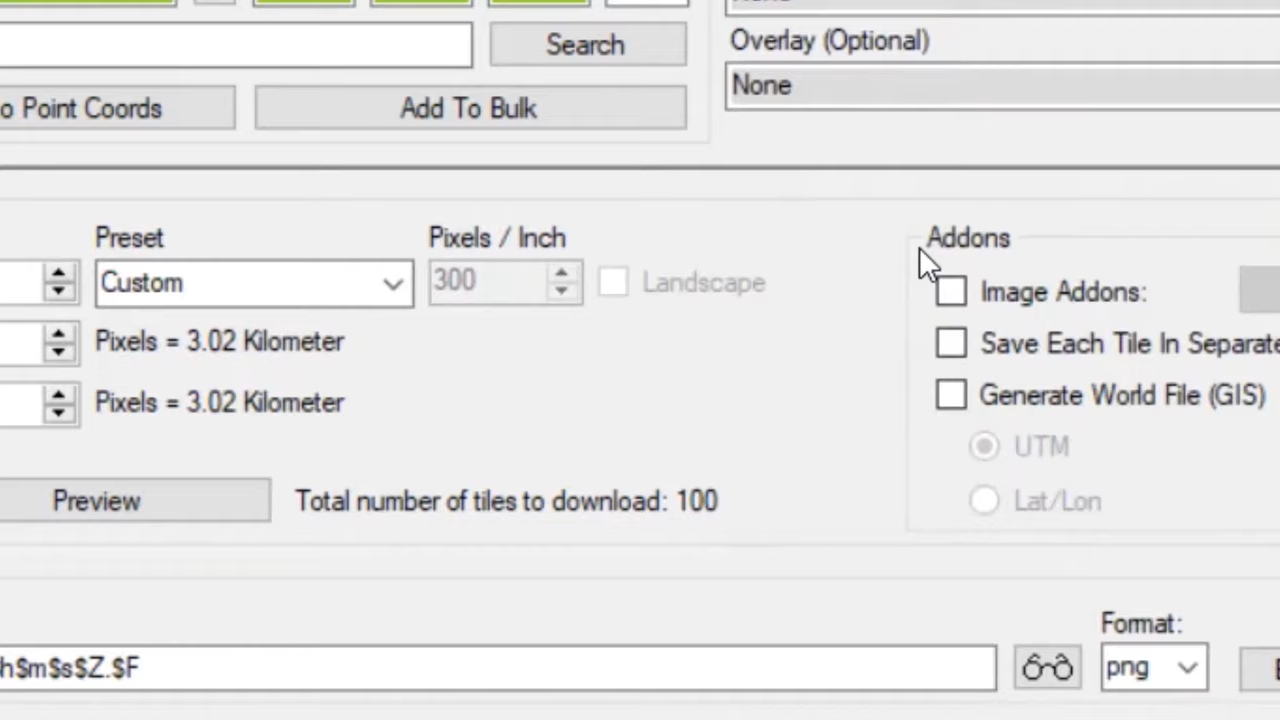 Overlay (Optional)
Search
None
o Point Coords
Add To Bulk
Preset
Pixels / Inch
Addons
Custom
300
Landscape
Image Addons:
Pixels = 3.02 Kilometer
Save Each Tile In Separate
Pixels = 3.02 Kilometer
Generate World File (GIS)
UTM
Preview
Total number of tiles to download: 100
Lat/Lon
Format:
h$m$s$Z.$F
png